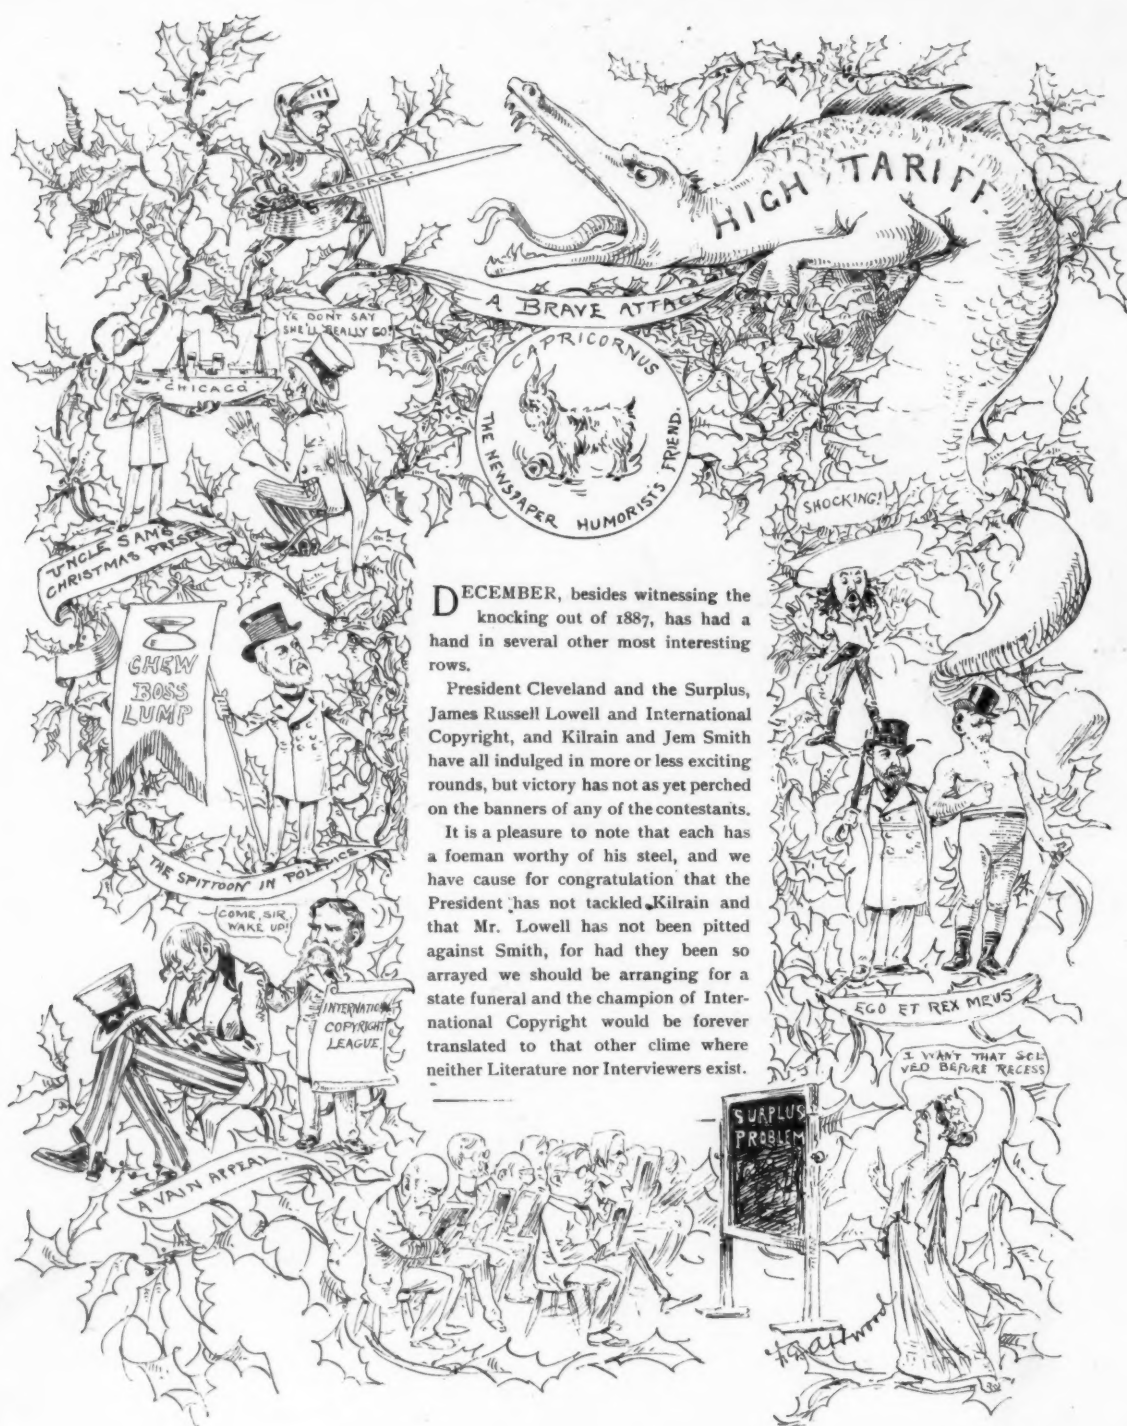 MESSAGE.
HIGH TARIFF.
A BRAVE ATTACK
YE DONT SAY
SHE'LL REALLY GO!
"CHICAGO"
CAPRICORNUS
THE NEWSPAPER HUMORIST'S FRIEND.
SHOCKING!
UNCLE SAM'S
CHRISTMAS PRESENT
CHEW
BOSS
LUMP
THE SPITTOON IN POLITICS
DECEMBER, besides witnessing the
knocking out of 1887, has had a
hand in several other most interesting
rows.
President Cleveland and the Surplus,
James Russell Lowell and International
Copyright, and Kilrain and Jem Smith
have all indulged in more or less exciting
rounds, but victory has not as yet perched
on the banners of any of the contestants.
It is a pleasure to note that each has
a foeman worthy of his steel, and we
have cause for congratulation that the
President has not tackled Kilrain and
that Mr. Lowell has not been pitted
against Smith, for had they been so
arrayed we should be arranging for a
state funeral and the champion of Inter-
national Copyright would be forever
translated to that other clime where
neither Literature nor Interviewers exist.
COME, SIR,
WAKE UP!
INTERNATIONAL
COPYRIGHT
LEAGUE.
A VAIN APPEAL
EGO ET REX MEUS
I WANT THAT SOL
VED BEFORE RECESS
SURPLUS
PROBLEM
F G Attwood